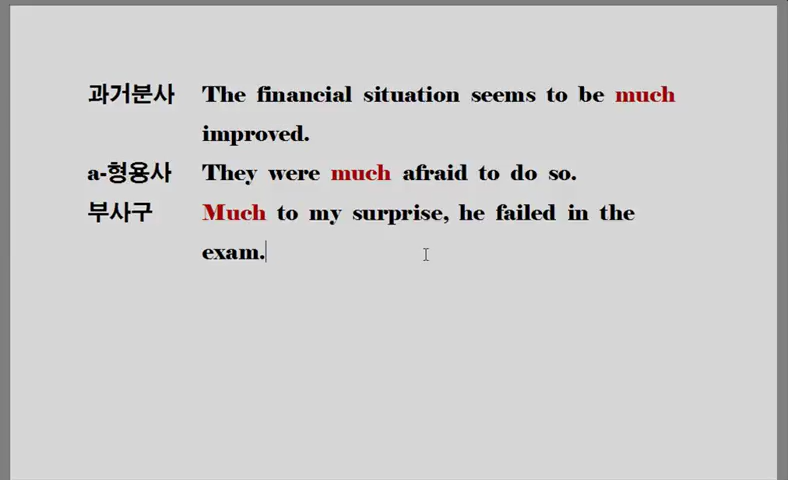 과거분사 The financial situation seems to be much
improved.
a-형용사 They were much afraid to do so.
부사구 Much to my surprise, he failed in the
exam.